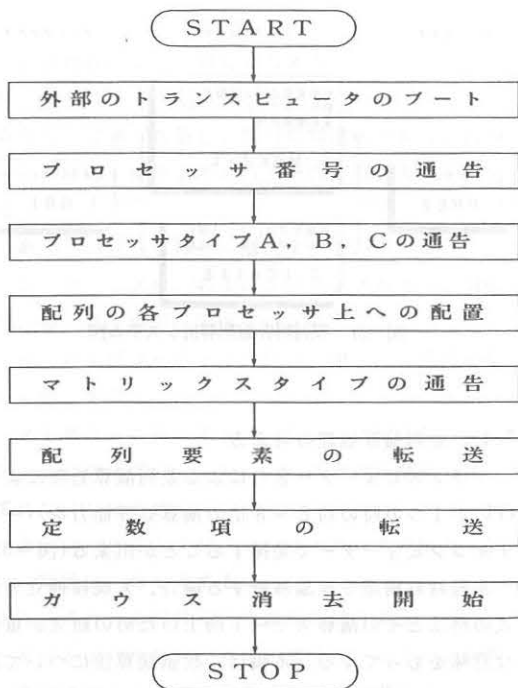 START
外部のトランスピュータのブート
プロセッサ番号の通告
プロセッサタイプA,B,Cの通告
配列の各プロセッサ上への配置
マトリックスタイプの通告
配列要素の転送
定数項の転送
ガウス消去開始
STOP